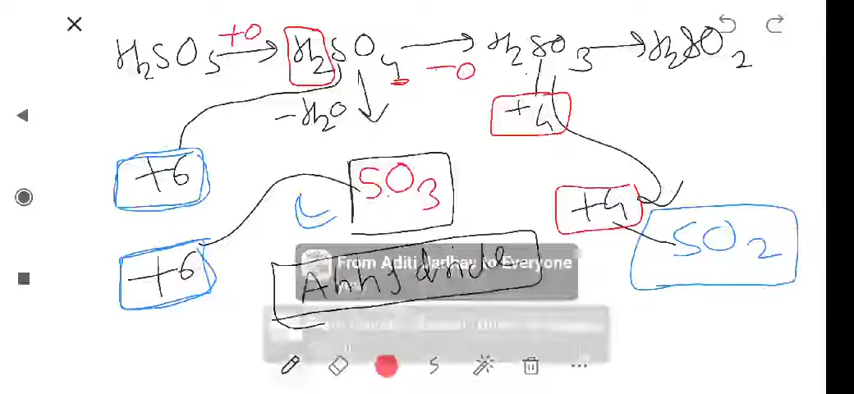 H₂SO₅ +O → H₂SO₄ → -O H₂SO₃ → H₂SO₂
-H₂O ↓
+4
+6
SO₃
+4
SO₂
+6
From Aditi Jadhav to Everyone
Anhydride